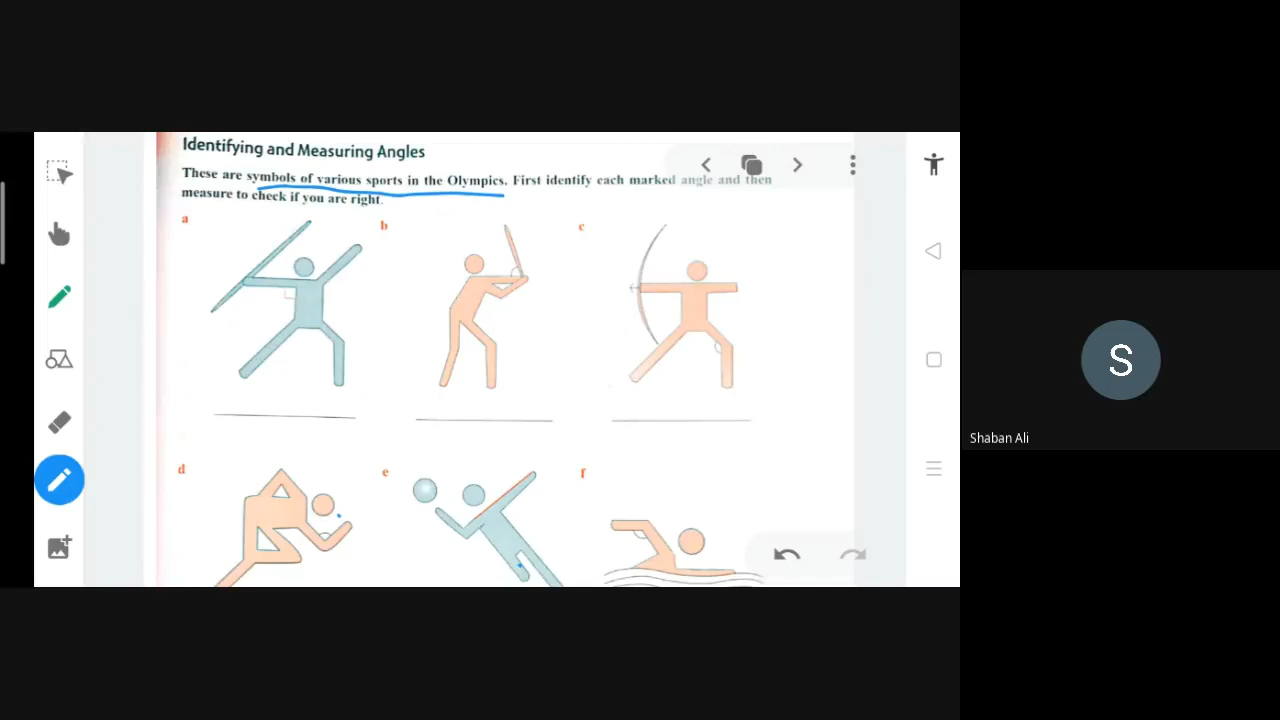 Identifying and Measuring Angles
These are symbols of various sports in the Olympics. First identify each marked angle and then
measure to check if you are right.
a
b
c
d
e
f
S
Shaban Ali